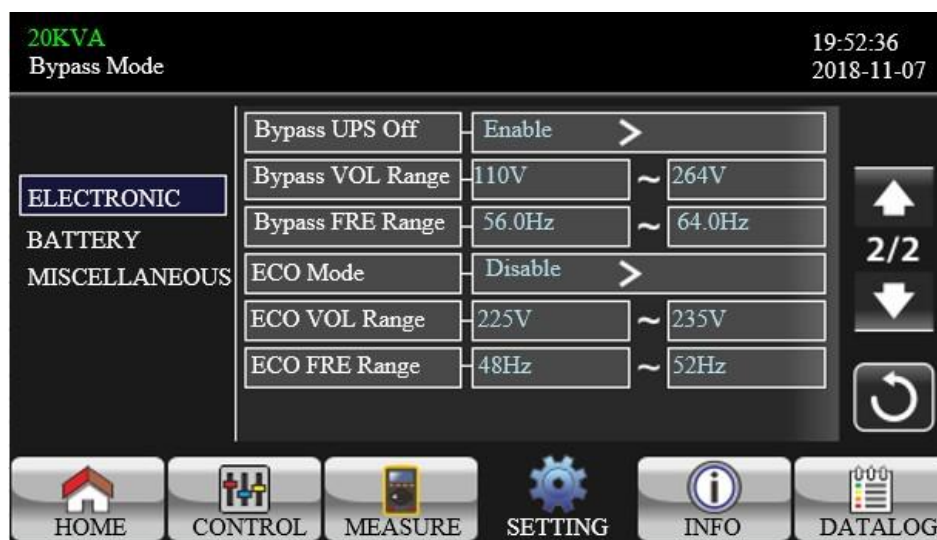 20KVA
Bypass Mode
19:52:36
2018-11-07
ELECTRONIC
BATTERY
MISCELLANEOUS
Bypass UPS Off Enable >
Bypass VOL Range 110V ~ 264V
Bypass FRE Range 56.0Hz ~ 64.0Hz
ECO Mode Disable >
ECO VOL Range 225V ~ 235V
ECO FRE Range 48Hz ~ 52Hz
2/2
HOME CONTROL MEASURE SETTING INFO DATALOG